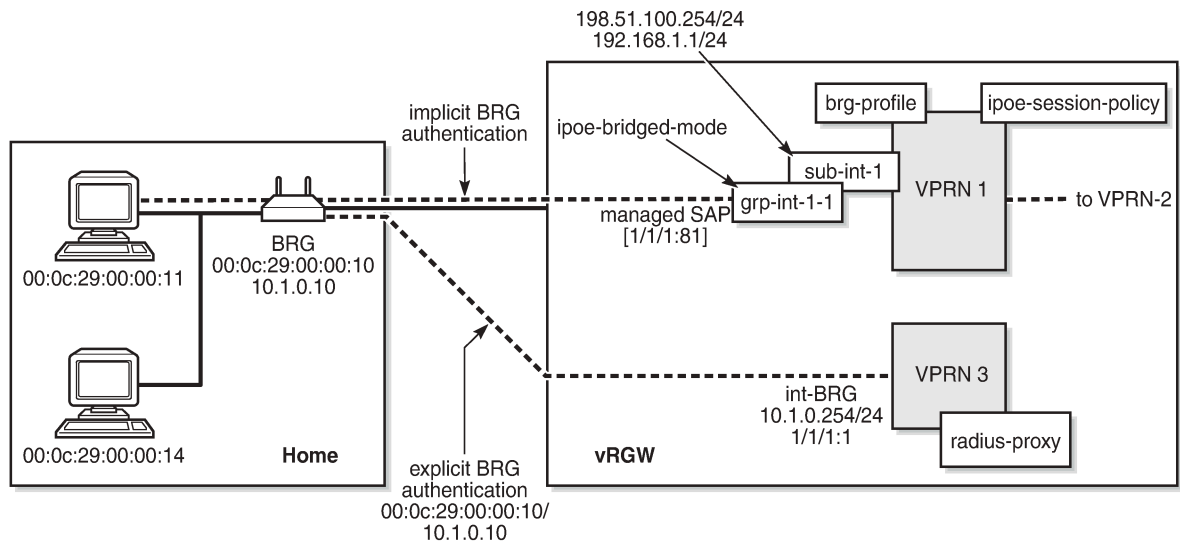 198.51.100.254/24
192.168.1.1/24
implicit BRG
authentication
ipoe-bridged-mode
brg-profile
ipoe-session-policy
sub-int-1
VPRN 1
grp-int-1-1
to VPRN-2
managed SAP
[1/1/1:81]
BRG
00:0c:29:00:00:10
10.1.0.10
00:0c:29:00:00:11
VPRN 3
int-BRG
10.1.0.254/24
1/1/1:1
radius-proxy
00:0c:29:00:00:14
Home
vRGW
explicit BRG
authentication
00:0c:29:00:00:10/
10.1.0.10